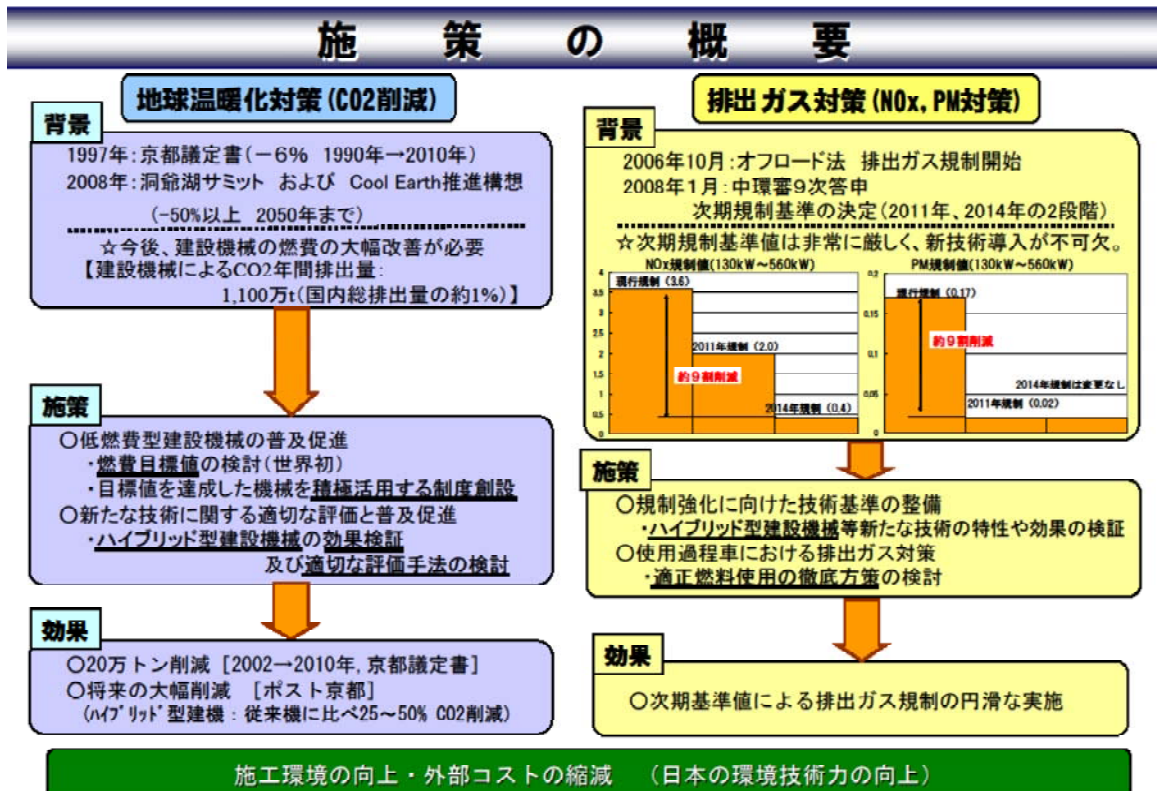 施策の概要
地球温暖化対策(CO2削減)
背景
1997年:京都議定書(-6% 1990年→2010年)
2008年:洞爺湖サミット および Cool Earth推進構想
(-50%以上 2050年まで)
☆今後、建設機械の燃費の大幅改善が必要
【建設機械によるCO2年間排出量:
1,100万t(国内総排出量の約1%)】
施策
○低燃費型建設機械の普及促進
・燃費目標値の検討(世界初)
・目標値を達成した機械を積極活用する制度創設
○新たな技術に関する適切な評価と普及促進
・ハイブリッド型建設機械の効果検証
及び適切な評価手法の検討
効果
○20万トン削減 [2002→2010年,京都議定書]
○将来の大幅削減 [ポスト京都]
(ハイブリッド型建機:従来機に比べ25~50% CO2削減)
排出ガス対策(NOx,PM対策)
背景
2006年10月:オフロード法 排出ガス規制開始
2008年1月:中環審9次答申
次期規制基準の決定(2011年、2014年の2段階)
☆次期規制基準値は非常に厳しく、新技術導入が不可欠。
NOx規制値(130kW~560kW)
4
3.5
3
2.5
2
1.5
1
0.5
0
現行規制(3.6)
2011年規制(2.0)
約9割削減
2014年規制(0.4)
PM規制値(130kW~560kW)
0.2
0.15
0.1
0.05
0
現行規制(0.17)
約9割削減
2014年規制は変更なし
2011年規制(0.02)
施策
○規制強化に向けた技術基準の整備
・ハイブリッド型建設機械等新たな技術の特性や効果の検証
○使用過程車における排出ガス対策
・適正燃料使用の徹底方策の検討
効果
○次期基準値による排出ガス規制の円滑な実施
施工環境の向上・外部コストの縮減 (日本の環境技術力の向上)